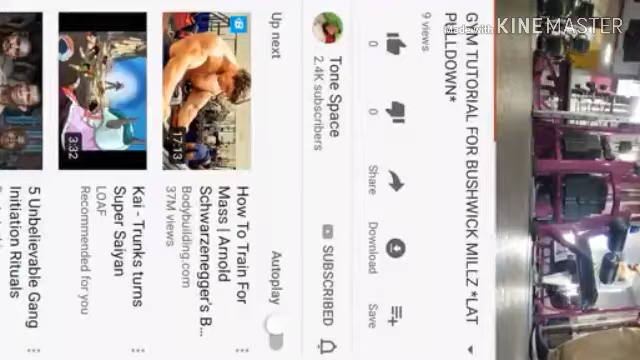 Made with KINEMASTER
GYM TUTORIAL FOR BUSHWICK MILLZ *LAT
PULLDOWN*
9 views
0
0
Share
Download
Save
Tone Space
2.4K subscribers
SUBSCRIBED
Up next
Autoplay
17:13
How To Train For
Mass | Arnold
Schwarzenegger's B...
Bodybuilding.com
37M views
3:32
Kai - Trunks turns
Super Saiyan
LOAF
Recommended for you
5 Unbelievable Gang
Initiation Rituals